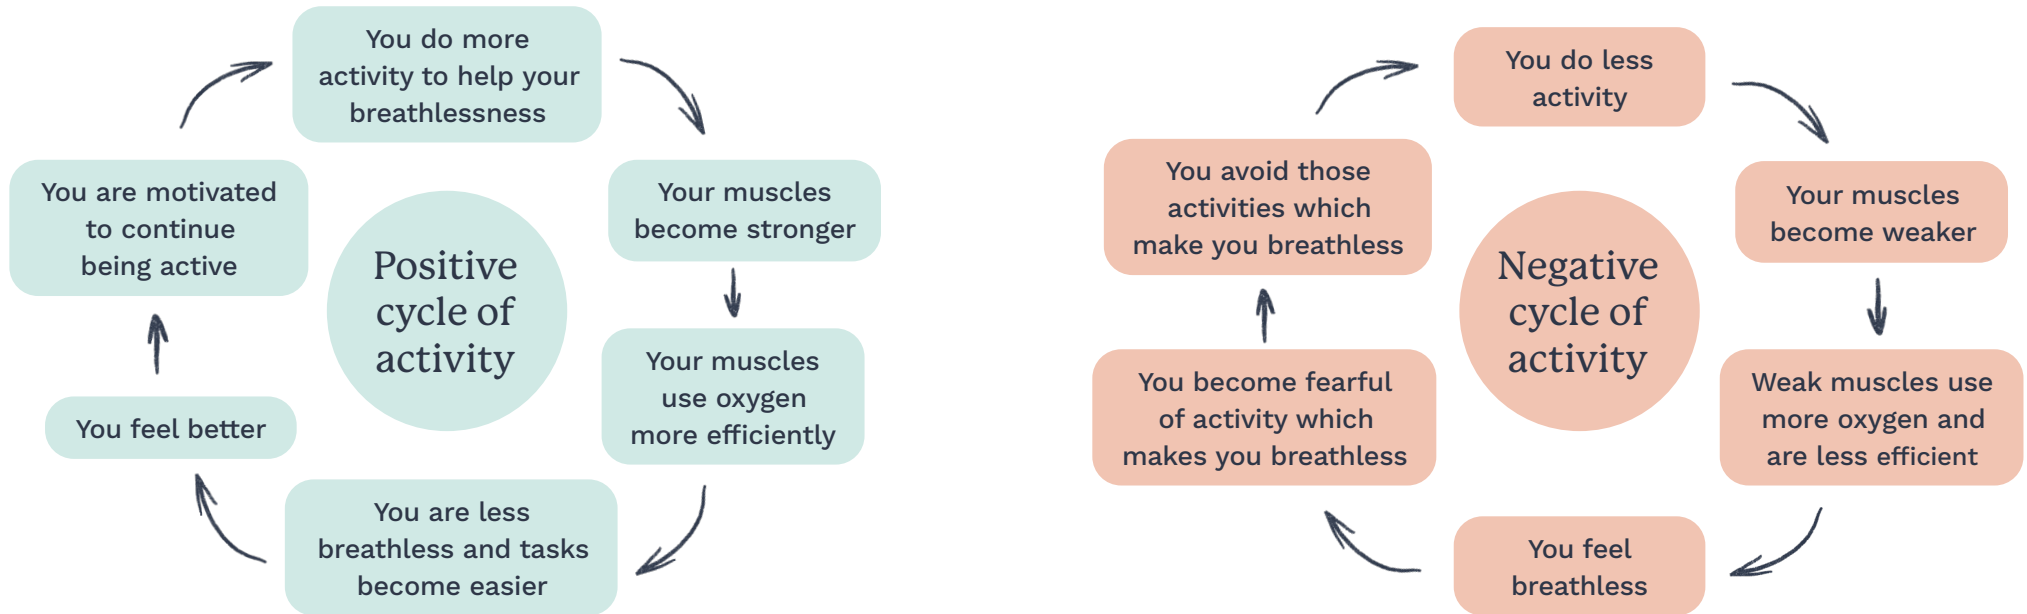 You do more
activity to help your
breathlessness
Your muscles
become stronger
Your muscles
use oxygen
more efficiently
You are less
breathless and tasks
become easier
You feel better
You are motivated
to continue
being active
Positive
cycle of
activity
You do less
activity
Your muscles
become weaker
Weak muscles use
more oxygen and
are less efficient
You feel
breathless
You become fearful
of activity which
makes you breathless
You avoid those
activities which
make you breathless
Negative
cycle of
activity